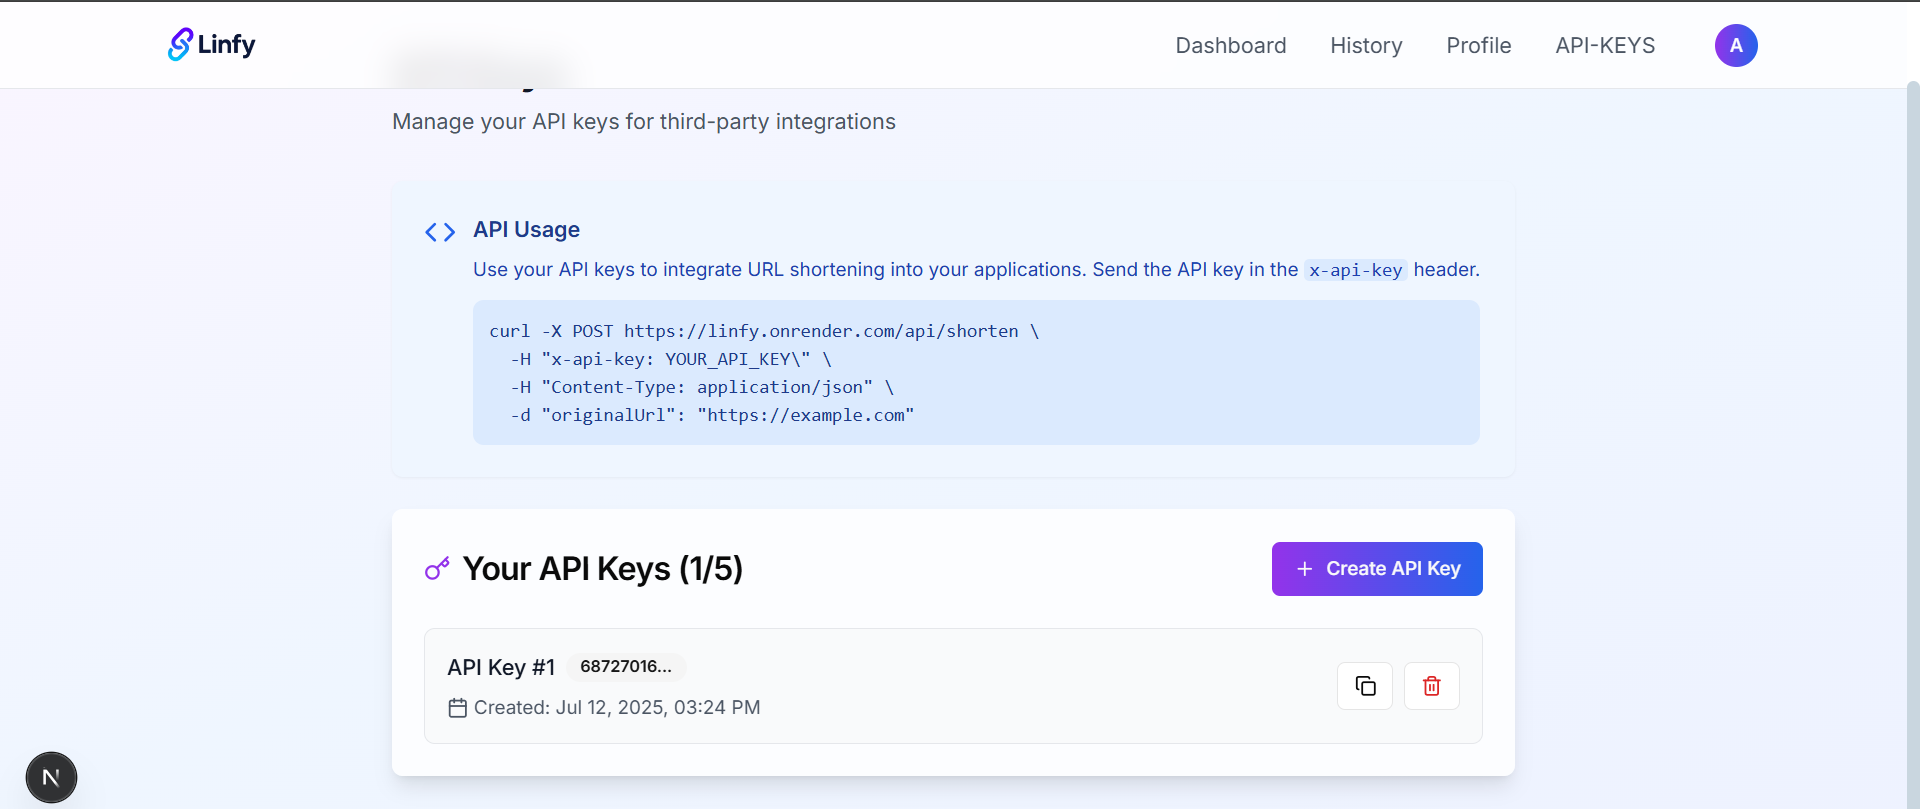 Linfy
Dashboard
History
Profile
API-KEYS
A
Manage your API keys for third-party integrations
API Usage
Use your API keys to integrate URL shortening into your applications. Send the API key in the x-api-key header.
curl -X POST https://linfy.onrender.com/api/shorten \
-H "x-api-key: YOUR_API_KEY\" \
-H "Content-Type: application/json" \
-d "originalUrl": "https://example.com"
Your API Keys (1/5)
Create API Key
API Key #1 68727016...
Created: Jul 12, 2025, 03:24 PM
N